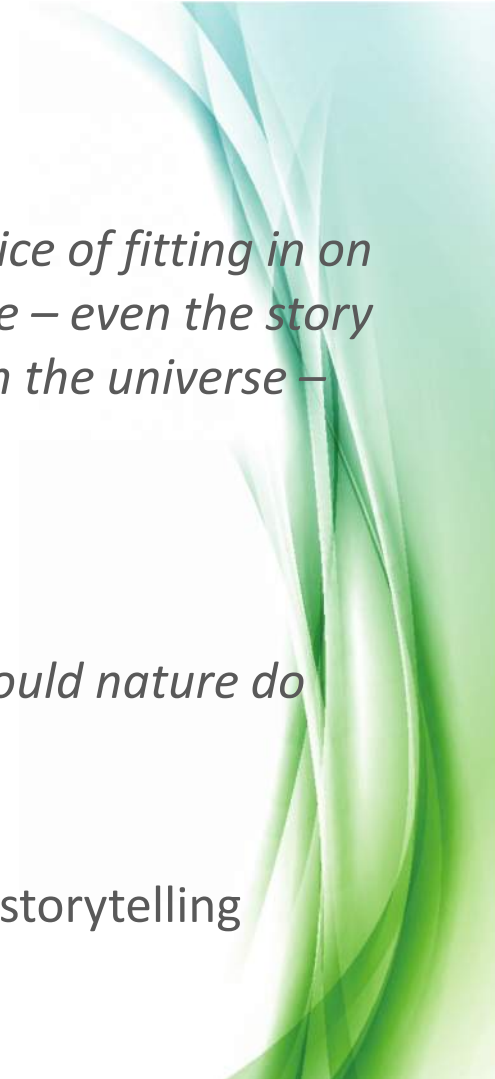 ice of fitting in on
e – even the story
n the universe –
ould nature do
storytelling